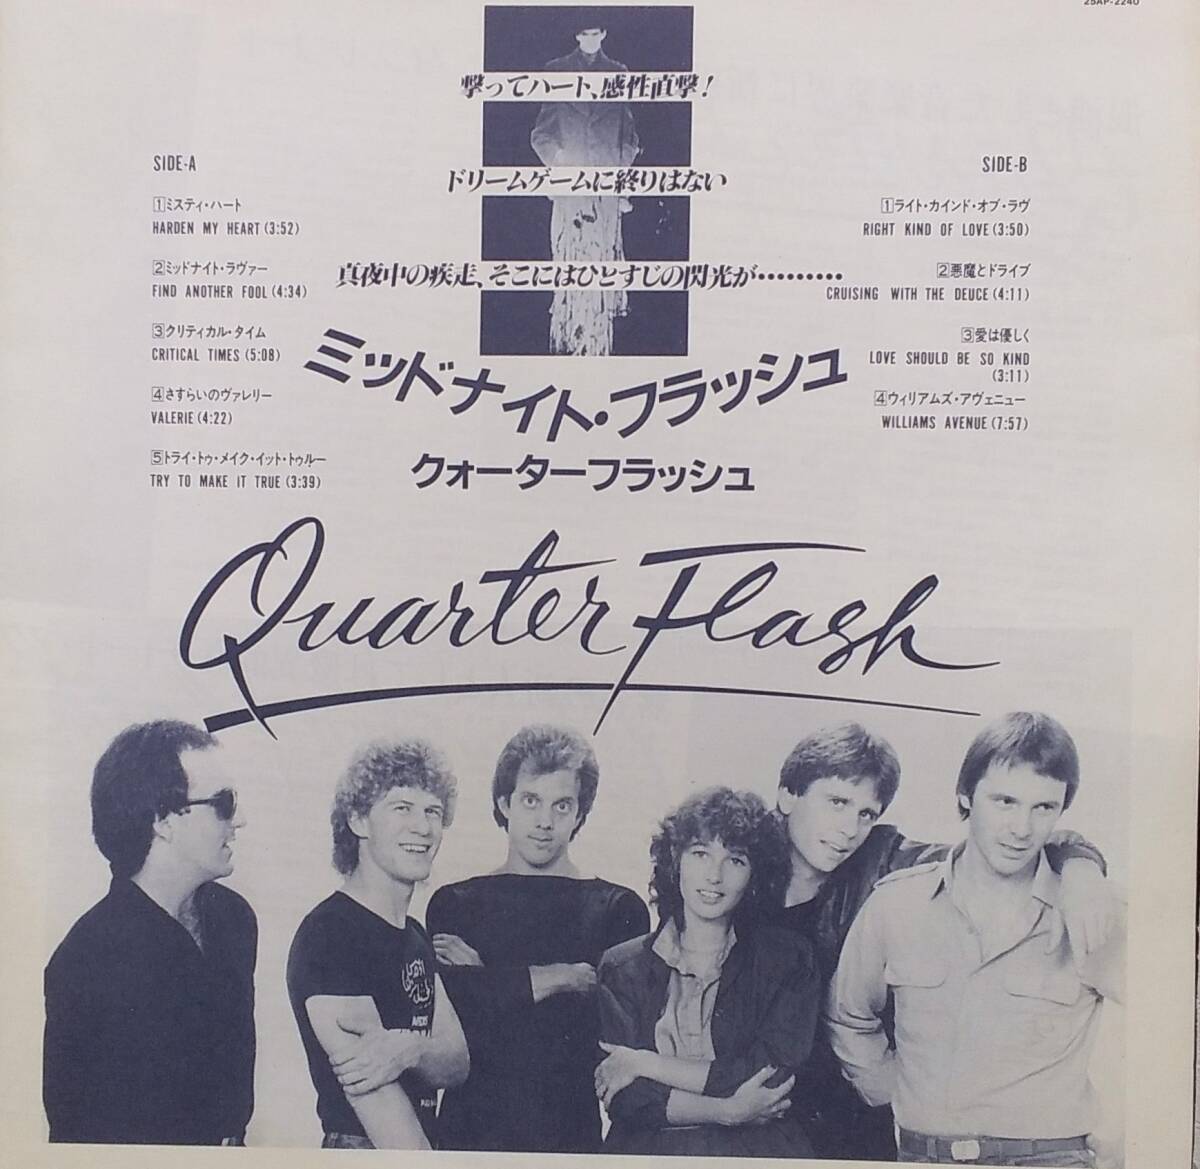 25AP-2240
撃ってハート、感性直撃!
ドリームゲームに終りはない
真夜中の疾走、そこにはひとすじの閃光が………
SIDE-A
1ミスティ・ハート
HARDEN MY HEART(3:52)
2ミッドナイト・ラヴァー
FIND ANOTHER FOOL(4:34)
3クリティカル・タイム
CRITICAL TIMES(5:08)
4さすらいのヴァレリー
VALERIE(4:22)
5トライ・トゥ・メイク・イット・トゥルー
TRY TO MAKE IT TRUE(3:39)
SIDE-B
1ライト・カインド・オブ・ラヴ
RIGHT KIND OF LOVE(3:50)
2悪魔とドライブ
CRUISING WITH THE DEUCE(4:11)
3愛は優しく
LOVE SHOULD BE SO KIND
(3:11)
4ウィリアムズ・アヴェニュー
WILLIAMS AVENUE(7:57)
ミッドナイト・フラッシュ
クォーターフラッシュ
Quarter Flash